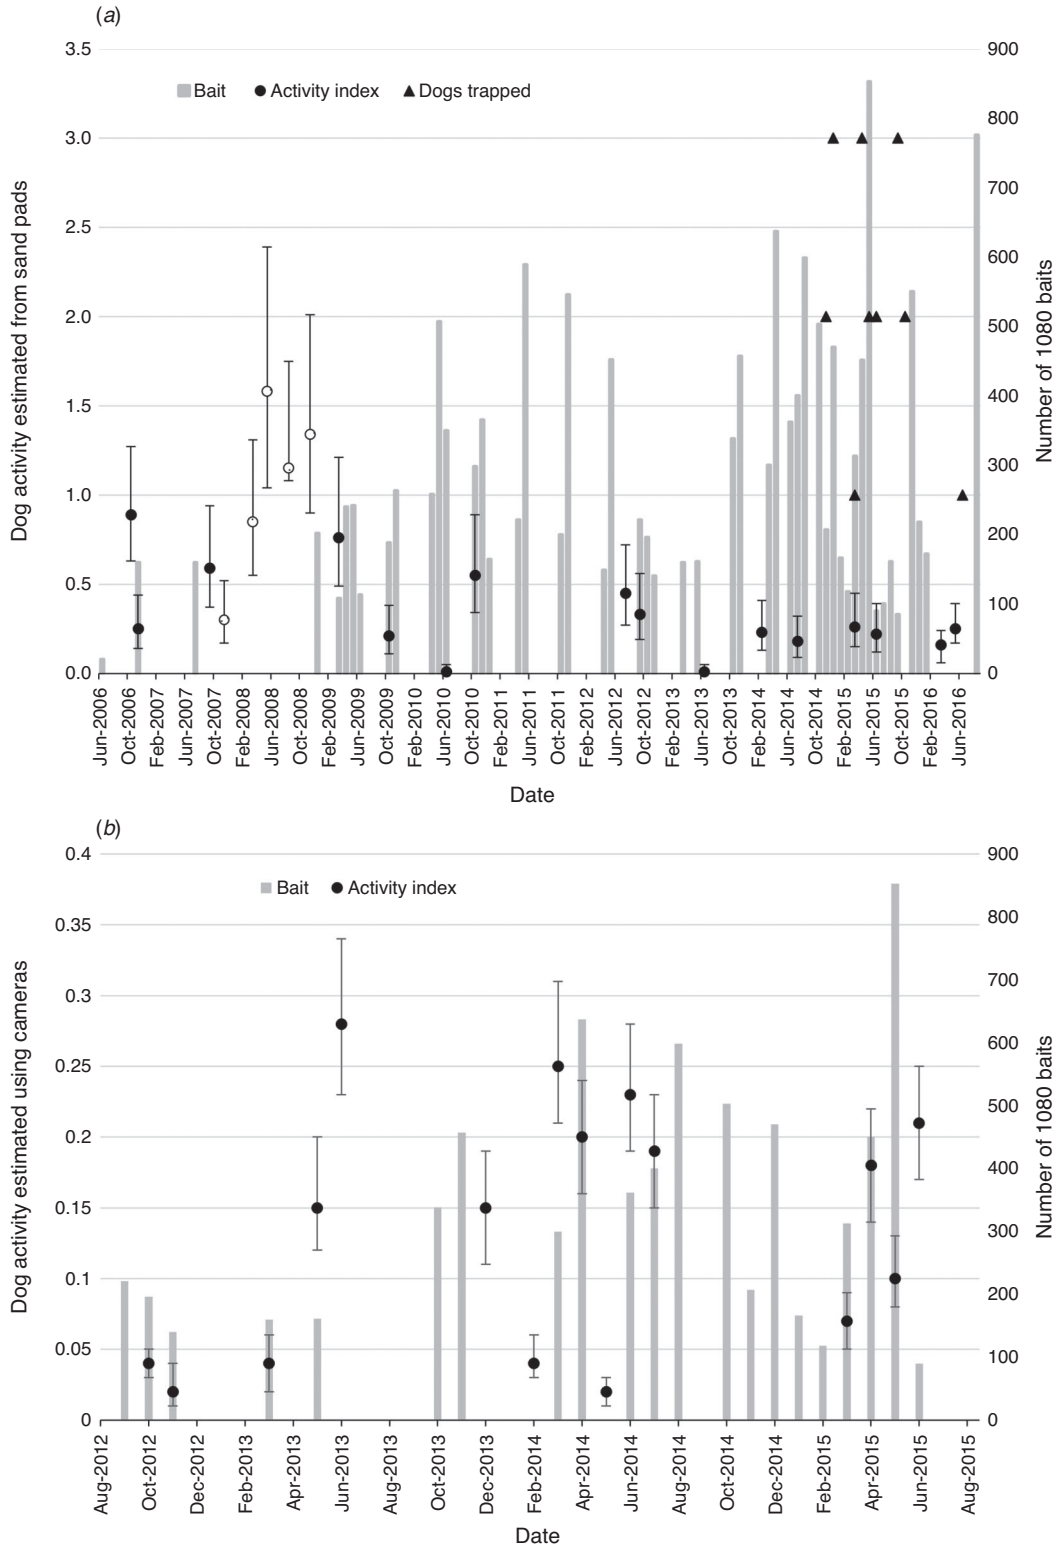 (a)
3.5
3.0
2.5
2.0
1.5
1.0
0.5
0.0
Dog activity estimated from sand pads
Bait
Activity index
Dogs trapped
900
800
700
600
500
400
300
200
100
0
Number of 1080 baits
Jun-2006
Oct-2006
Feb-2007
Jun-2007
Oct-2007
Feb-2008
Jun-2008
Oct-2008
Feb-2009
Jun-2009
Oct-2009
Feb-2010
Jun-2010
Oct-2010
Feb-2011
Jun-2011
Oct-2011
Feb-2012
Jun-2012
Oct-2012
Feb-2013
Jun-2013
Oct-2013
Feb-2014
Jun-2014
Oct-2014
Feb-2015
Jun-2015
Oct-2015
Feb-2016
Jun-2016
Date
(b)
0.4
0.35
0.3
0.25
0.2
0.15
0.1
0.05
0
Dog activity estimated using cameras
Bait
Activity index
900
800
700
600
500
400
300
200
100
0
Number of 1080 baits
Aug-2012
Oct-2012
Dec-2012
Feb-2013
Apr-2013
Jun-2013
Aug-2013
Oct-2013
Dec-2013
Feb-2014
Apr-2014
Jun-2014
Aug-2014
Oct-2014
Dec-2014
Feb-2015
Apr-2015
Jun-2015
Aug-2015
Date